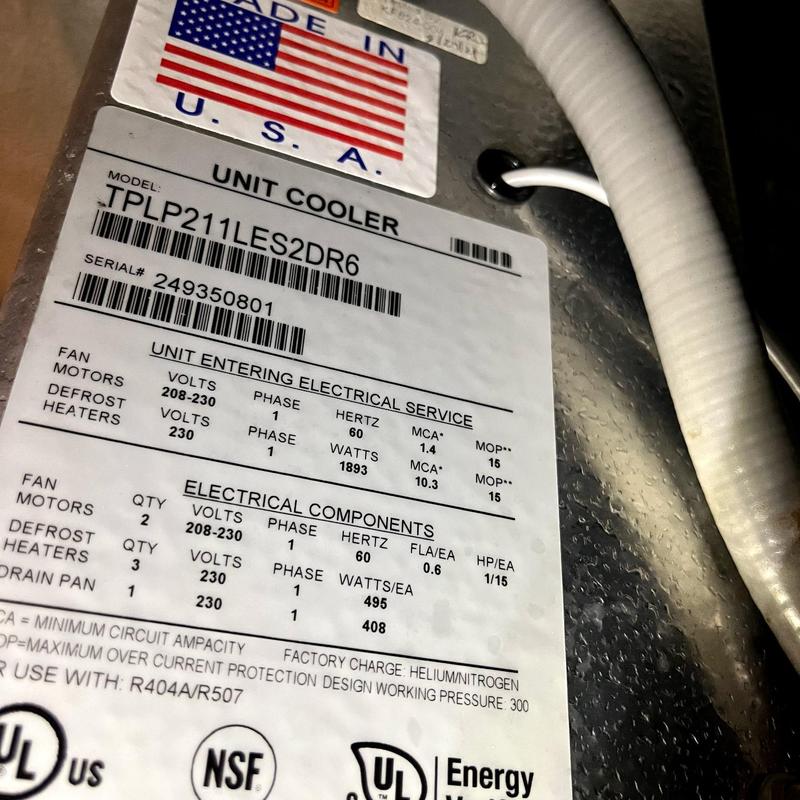 MADE IN
U. S. A.
UNIT COOLER
MODEL:
TPLP211LES2DR6
SERIAL# 249350801
UNIT ENTERING ELECTRICAL SERVICE
FAN MOTORS VOLTS 208-230 PHASE 1 HERTZ 60 MCA* 1.4 MOP** 15
DEFROST HEATERS VOLTS 230 PHASE 1 WATTS 1893 MCA* 10.3 MOP** 15
ELECTRICAL COMPONENTS
FAN MOTORS QTY 2 VOLTS 208-230 PHASE 1 HERTZ 60 FLA/EA 0.6 HP/EA 1/15
DEFROST HEATERS QTY 3 VOLTS 230 PHASE 1 WATTS/EA 495
DRAIN PAN 1 230 1 408
CA = MINIMUM CIRCUIT AMPACITY FACTORY CHARGE: HELIUM/NITROGEN
OP=MAXIMUM OVER CURRENT PROTECTION DESIGN WORKING PRESSURE: 300
R USE WITH: R404A/R507
UL US
NSF
UL Energy